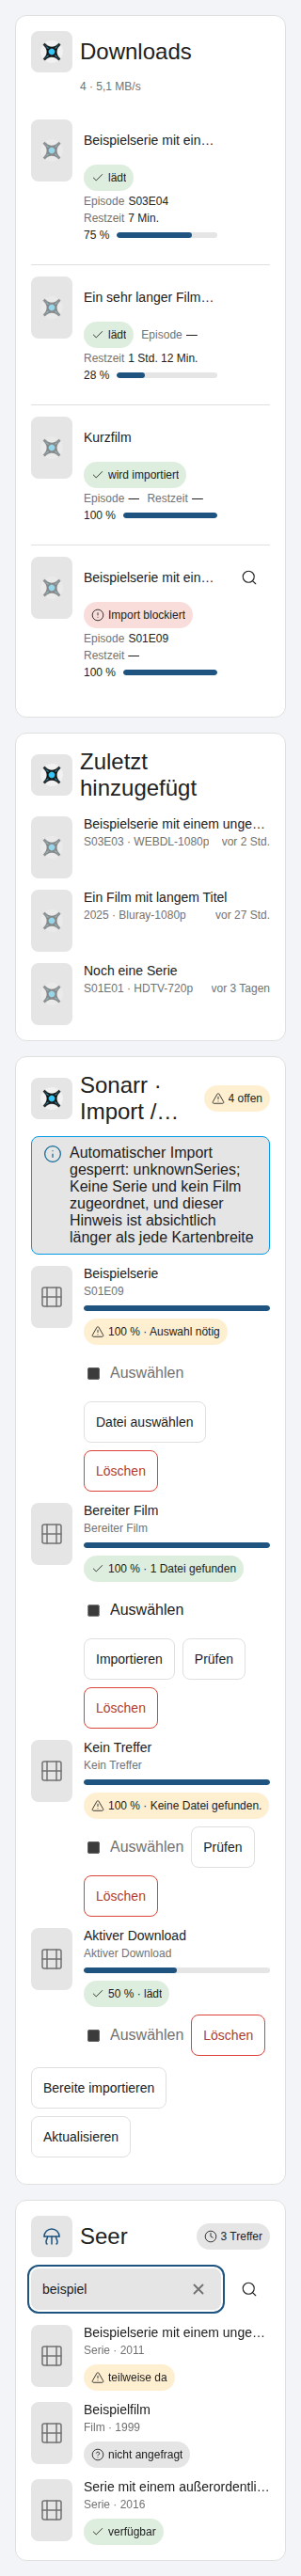 Downloads
4 · 5,1 MB/s
Beispielserie mit ein…
lädt
Episode S03E04
Restzeit 7 Min.
75 %
Ein sehr langer Film…
lädt Episode —
Restzeit 1 Std. 12 Min.
28 %
Kurzfilm
wird importiert
Episode — Restzeit —
100 %
Beispielserie mit ein…
Import blockiert
Episode S01E09
Restzeit —
100 %
Zuletzt
hinzugefügt
Beispielserie mit einem unge…
S03E03 · WEBDL-1080p vor 2 Std.
Ein Film mit langem Titel
2025 · Bluray-1080p vor 27 Std.
Noch eine Serie
S01E01 · HDTV-720p vor 3 Tagen
Sonarr ·
Import /…
4 offen
Automatischer Import
gesperrt: unknownSeries;
Keine Serie und kein Film
zugeordnet, und dieser
Hinweis ist absichtlich
länger als jede Kartenbreite
Beispielserie
S01E09
100 % · Auswahl nötig
Auswählen
Datei auswählen
Löschen
Bereiter Film
Bereiter Film
100 % · 1 Datei gefunden
Auswählen
Importieren Prüfen
Löschen
Kein Treffer
Kein Treffer
100 % · Keine Datei gefunden.
Auswählen Prüfen
Löschen
Aktiver Download
Aktiver Download
50 % · lädt
Auswählen Löschen
Bereite importieren
Aktualisieren
Seer
3 Treffer
beispiel
Beispielserie mit einem unge…
Serie · 2011
teilweise da
Beispielfilm
Film · 1999
nicht angefragt
Serie mit einem außerordentli…
Serie · 2016
verfügbar